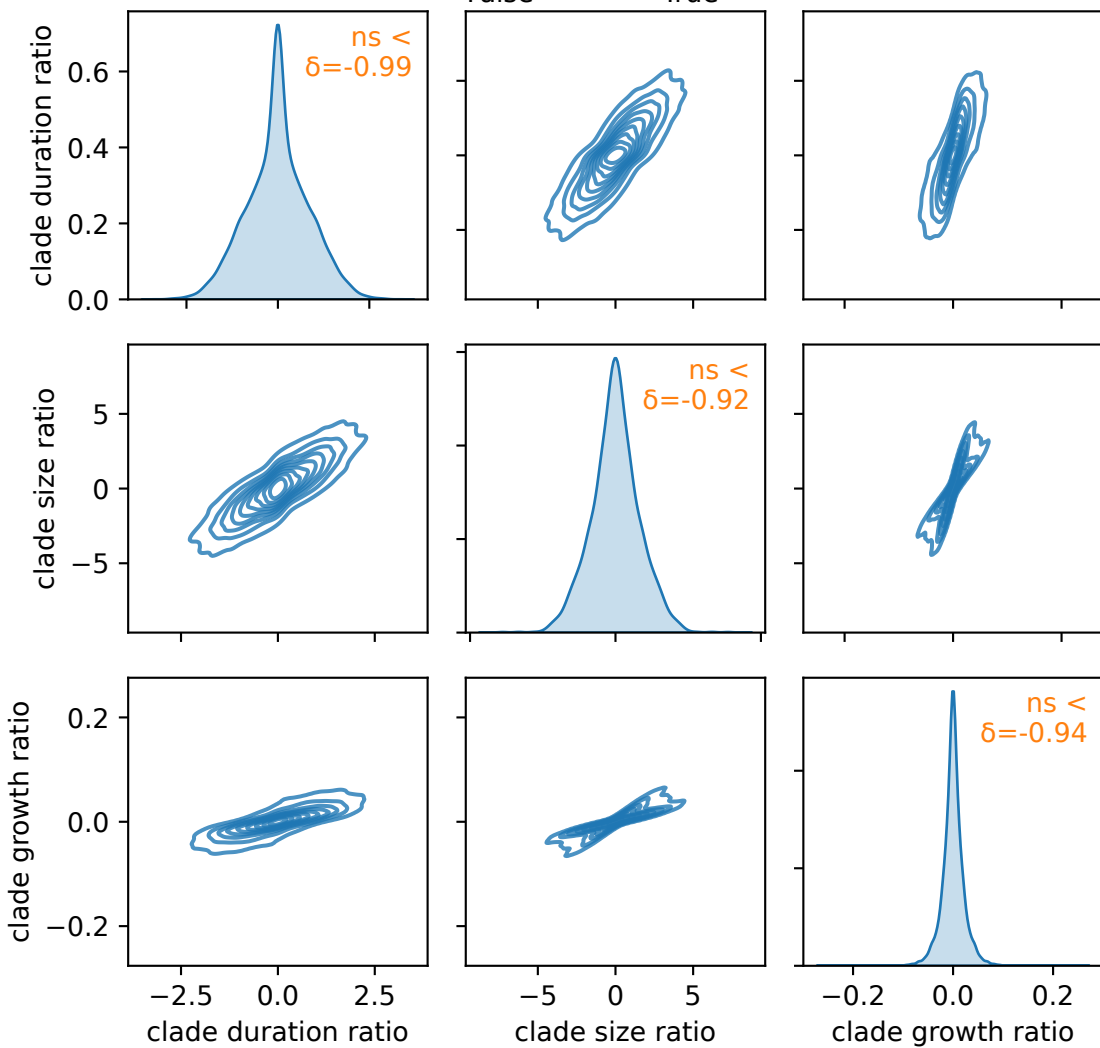 True
clade duration ratio
0.6
0.4
0.2
0.0
ns <
δ=-0.99
clade size ratio
5
0
−5
ns <
δ=-0.92
clade growth ratio
0.2
0.0
−0.2
ns <
δ=-0.94
−2.5 0.0 2.5
−5 0 5
−0.2 0.0 0.2
clade duration ratio
clade size ratio
clade growth ratio